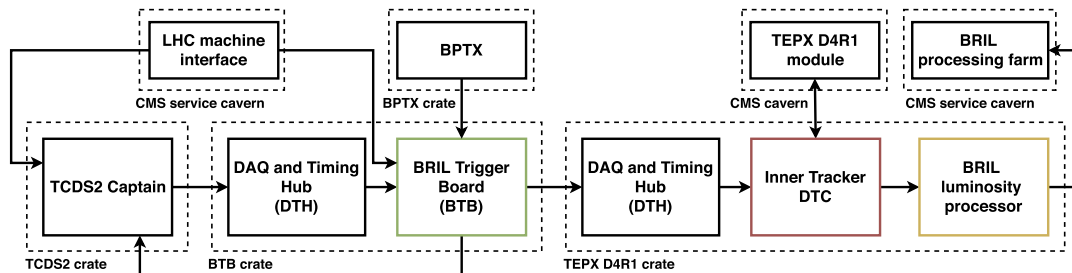 LHC machine
interface
CMS service cavern
BPTX
BPTX crate
TEPX D4R1
module
CMS cavern
BRIL
processing farm
CMS service cavern
TCDS2 Captain
TCDS2 crate
DAQ and Timing
Hub
(DTH)
BRIL Trigger
Board
(BTB)
BTB crate
DAQ and Timing
Hub
(DTH)
Inner Tracker
DTC
BRIL
luminosity
processor
TEPX D4R1 crate